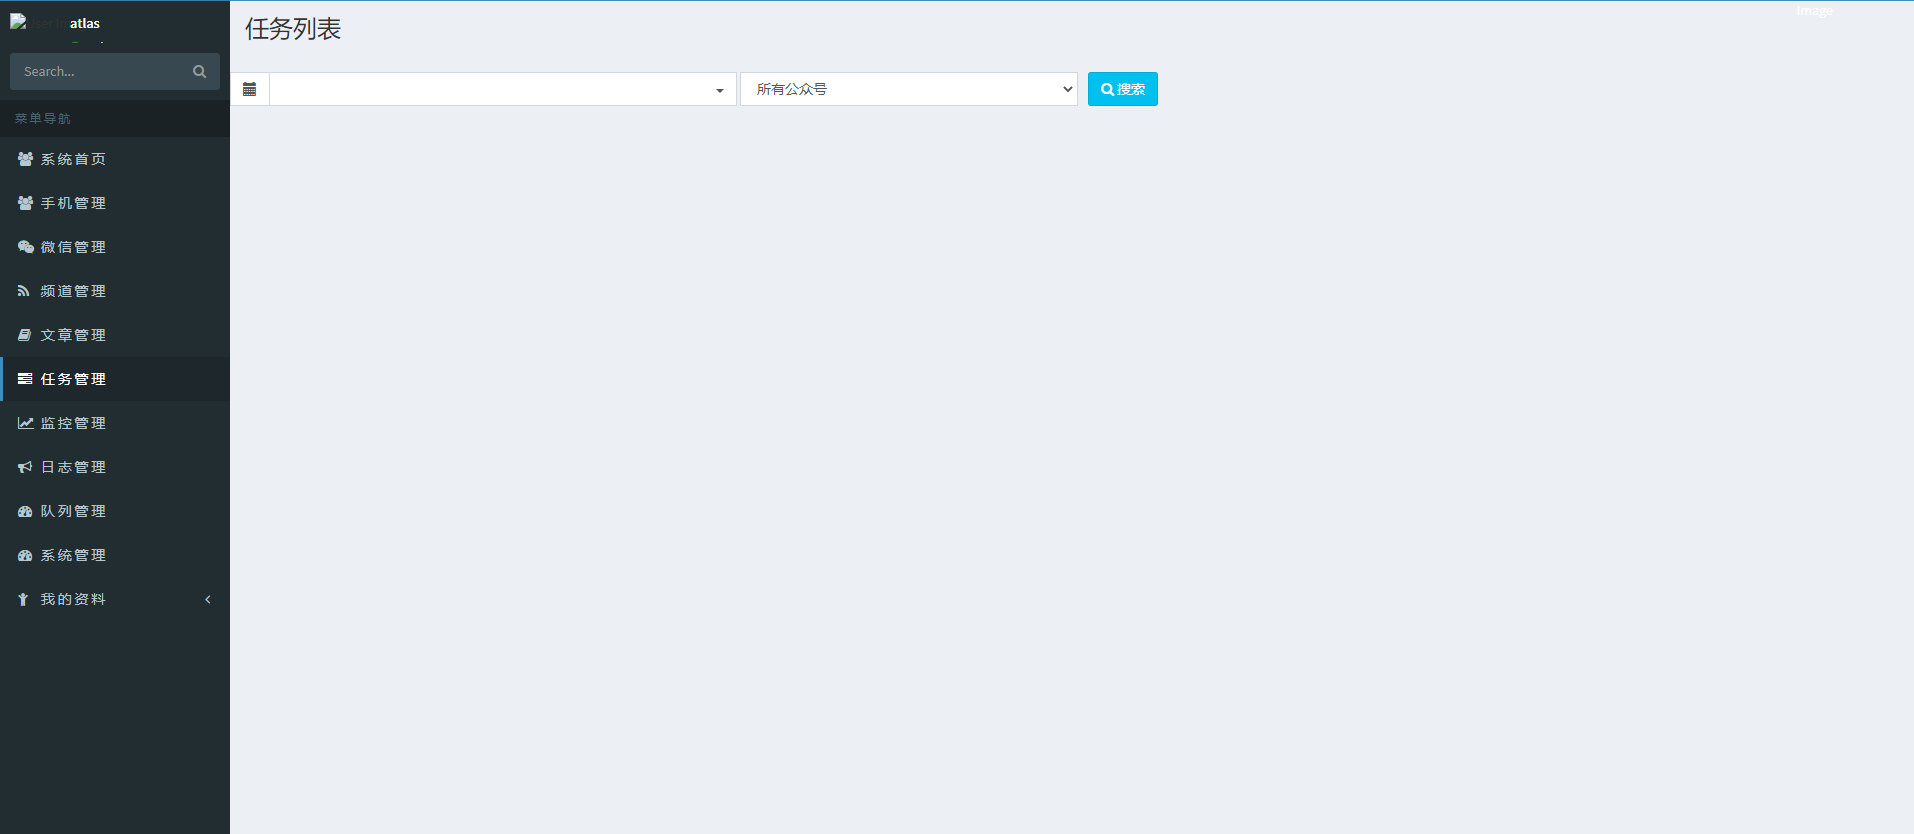 atlas
Search...
菜单导航
系统首页
手机管理
微信管理
频道管理
文章管理
任务管理
监控管理
日志管理
队列管理
系统管理
我的资料
Image
任务列表
所有公众号
搜索